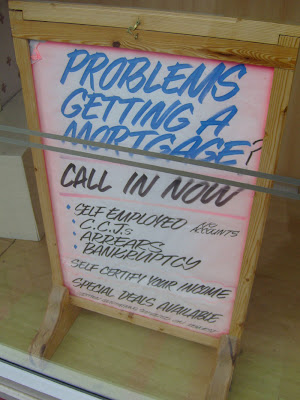 PROBLEMS
GETTING A
MORTGAGE?
CALL IN NOW
• SELF EMPLOYED NO ACCOUNTS
• C.C.J.s
• ARREARS
• BANKRUPTCY
SELF CERTIFY YOUR INCOME
SPECIAL DEALS AVAILABLE